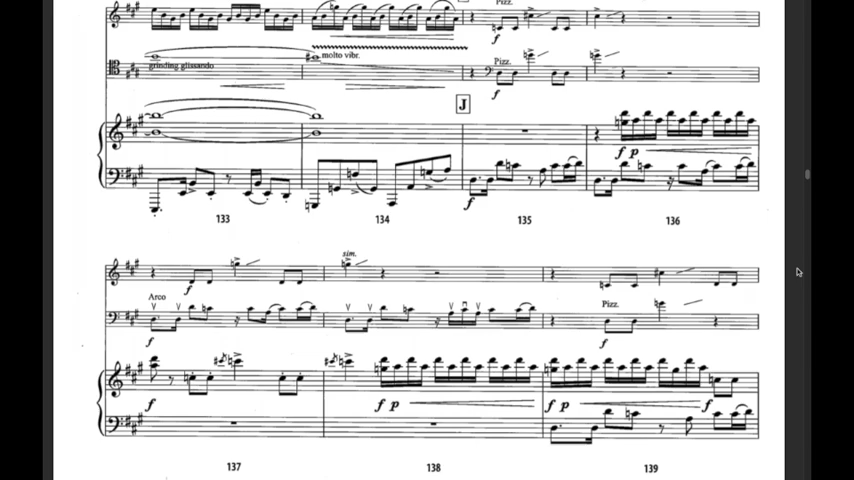 Pizz.
f
molto vibr.
grinding glissando
Pizz.
f
J
f p
f
133 134 135 136
sim.
f
Arco
f
Pizz.
f
f f p f p f
137 138 139